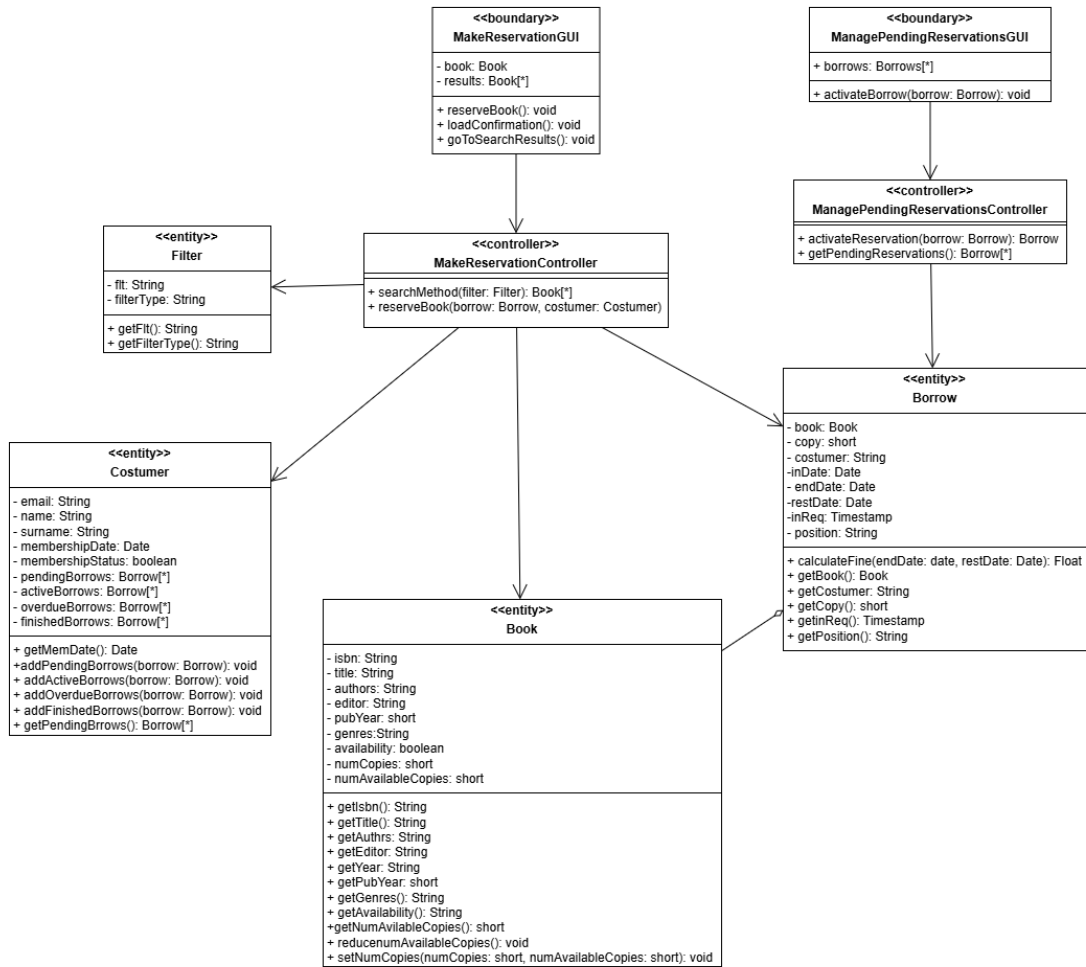 <<boundary>>
MakeReservationGUI
- book: Book
- results: Book[*]
+ reserveBook(): void
+ loadConfirmation(): void
+ goToSearchResults(): void
<<boundary>>
ManagePendingReservationsGUI
+ borrows: Borrows[*]
+ activateBorrow(borrow: Borrow): void
<<controller>>
ManagePendingReservationsController
+ activateReservation(borrow: Borrow): Borrow
+ getPendingReservations(): Borrow[*]
<<entity>>
Filter
- flt: String
- filterType: String
+ getFlt(): String
+ getFilterType(): String
<<controller>>
MakeReservationController
+ searchMethod(filter: Filter): Book[*]
+ reserveBook(borrow: Borrow, costumer: Costumer)
<<entity>>
Borrow
- book: Book
- copy: short
- costumer: String
-inDate: Date
- endDate: Date
-restDate: Date
-inReq: Timestamp
- position: String
+ calculateFine(endDate: date, restDate: Date): Float
+ getBook(): Book
+ getCostumer: String
+ getCopy(): short
+ getinReq(): Timestamp
+ getPosition(): String
<<entity>>
Costumer
- email: String
- name: String
- surname: String
- membershipDate: Date
- membershipStatus: boolean
- pendingBorrows: Borrow[*]
- activeBorrows: Borrow[*]
- overdueBorrows: Borrow[*]
- finishedBorrows: Borrow[*]
+ getMemDate(): Date
+addPendingBorrows(borrow: Borrow): void
+ addActiveBorrows(borrow: Borrow): void
+ addOverdueBorrows(borrow: Borrow): void
+ addFinishedBorrows(borrow: Borrow): void
+ getPendingBrrows(): Borrow[*]
<<entity>>
Book
- isbn: String
- title: String
- authors: String
- editor: String
- pubYear: short
- genres:String
- availability: boolean
- numCopies: short
- numAvailableCopies: short
+ getIsbn(): String
+ getTitle(): String
+ getAuthrs: String
+ getEditor: String
+ getYear: String
+ getPubYear: short
+ getGenres(): String
+ getAvailability(): String
+getNumAvilableCopies(): short
+ reducenumAvailableCopies(): void
+ setNumCopies(numCopies: short, numAvailableCopies: short): void